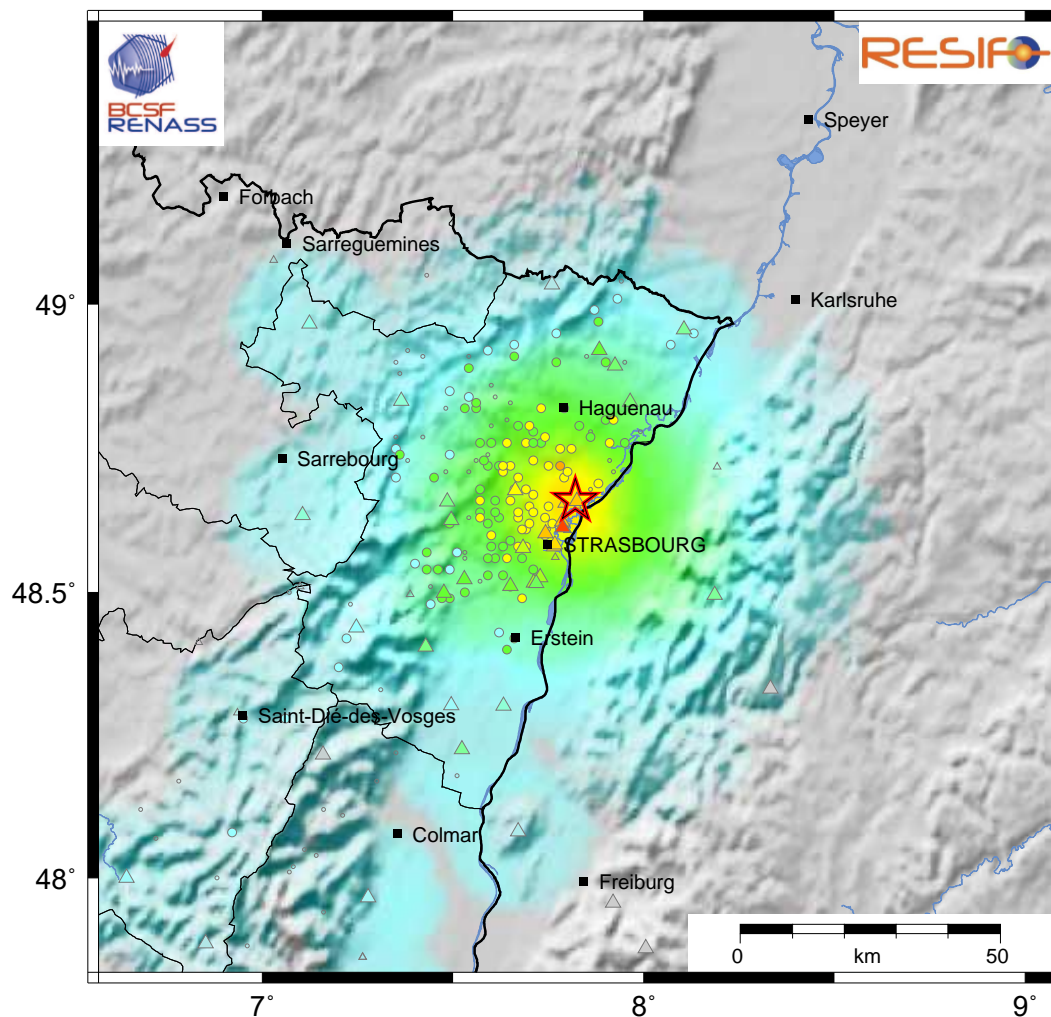 BCSF
RENASS
RESIF
Speyer
Forbach
Sarreguemines
49˚
Karlsruhe
Haguenau
Sarrebourg
STRASBOURG
48.5˚
Erstein
Saint-Dié-des-Vosges
Colmar
48˚
Freiburg
0 km 50
7˚ 8˚ 9˚